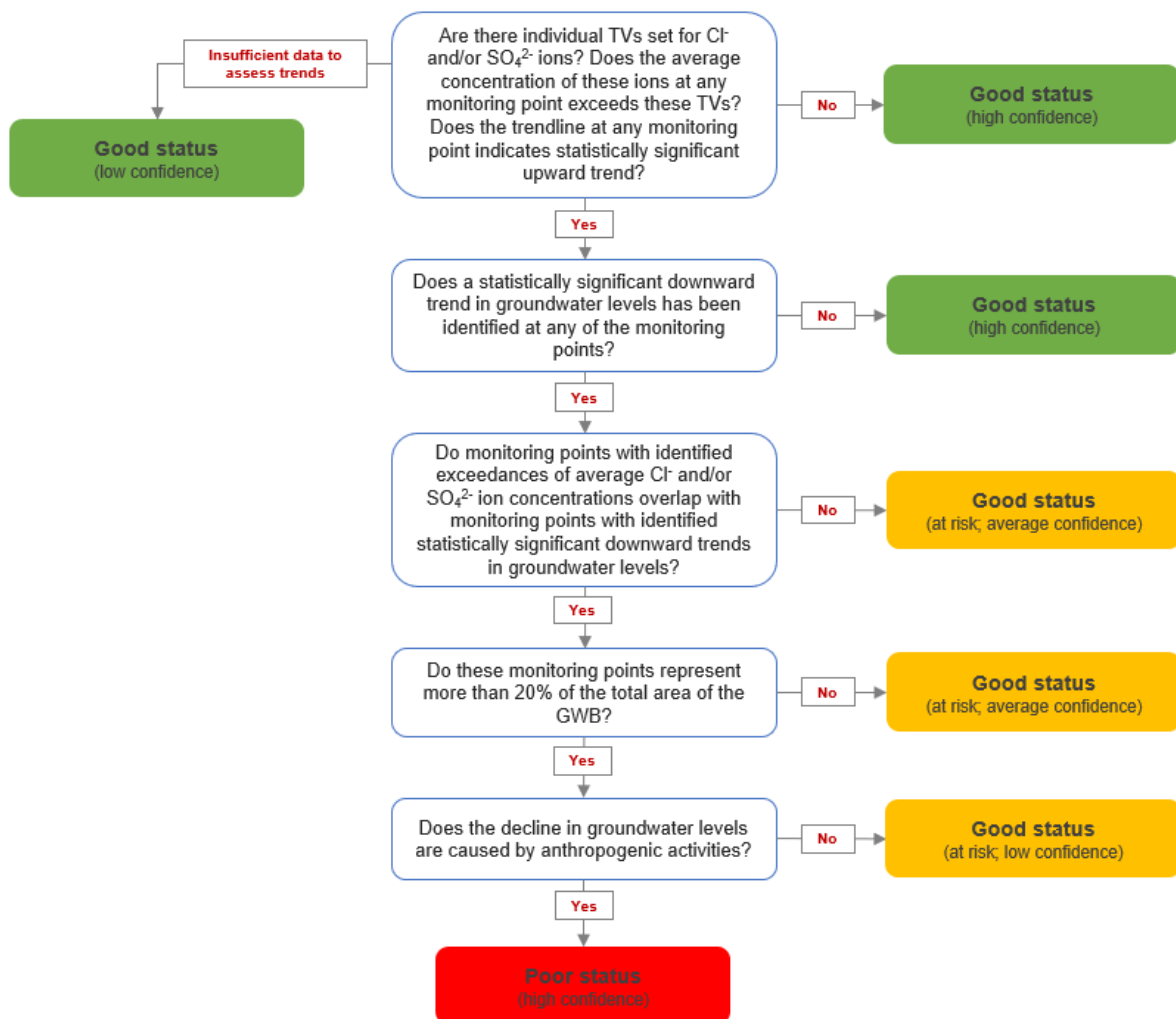 Are there individual TVs set for Cl⁻
and/or SO₄²⁻ ions? Does the average
concentration of these ions at any
monitoring point exceeds these TVs?
Does the trendline at any monitoring
point indicates statistically significant
upward trend?
Insufficient data to
assess trends
Good status
(low confidence)
No
Good status
(high confidence)
Yes
Does a statistically significant downward
trend in groundwater levels has been
identified at any of the monitoring
points?
No
Good status
(high confidence)
Yes
Do monitoring points with identified
exceedances of average Cl⁻ and/or
SO₄²⁻ ion concentrations overlap with
monitoring points with identified
statistically significant downward trends
in groundwater levels?
No
Good status
(at risk; average confidence)
Yes
Do these monitoring points represent
more than 20% of the total area of the
GWB?
No
Good status
(at risk; average confidence)
Yes
Does the decline in groundwater levels
are caused by anthropogenic activities?
No
Good status
(at risk; low confidence)
Yes
Poor status
(high confidence)